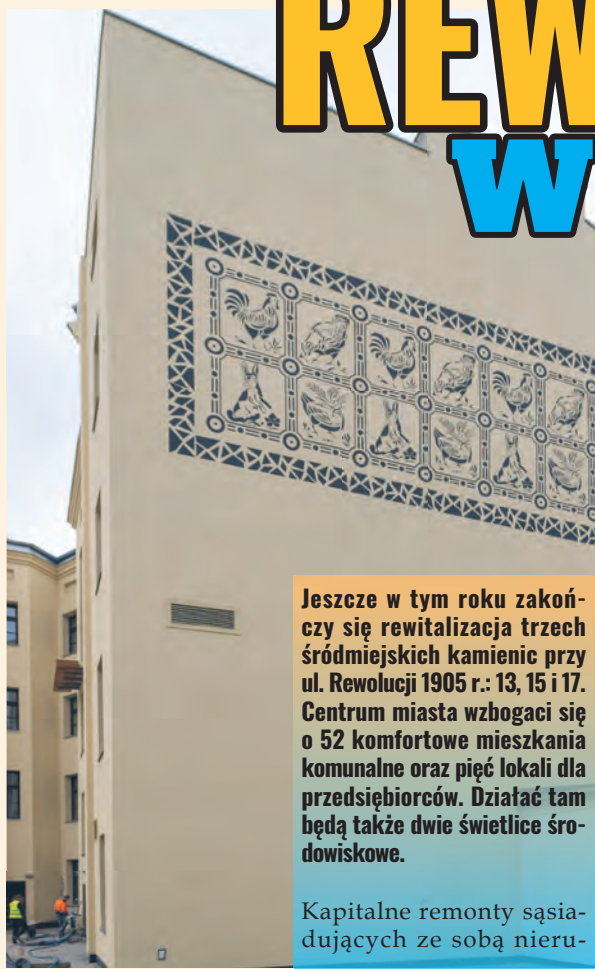 REW
W
Jeszcze w tym roku zakoń-
czy się rewitalizacja trzech
śródmiejskich kamienic przy
ul. Rewolucji 1905 r.: 13, 15 i 17.
Centrum miasta wzbogaci się
o 52 komfortowe mieszkania
komunalne oraz pięć lokali dla
przedsiębiorców. Działać tam
będą także dwie świetlice śro-
dowiskowe.
Kapitalne remonty sąsia-
dujących ze sobą nieru-